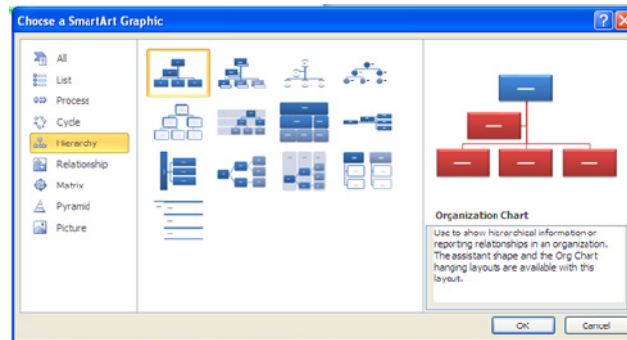 Choose a SmartArt Graphic
All
List
Process
Cycle
Hierarchy
Relationship
Matrix
Pyramid
Picture
Organization Chart
Use to show hierarchical information or
reporting relationships in an organization.
The assistant shape and the Org Chart
hanging layouts are available with this
layout.
OK
Cancel